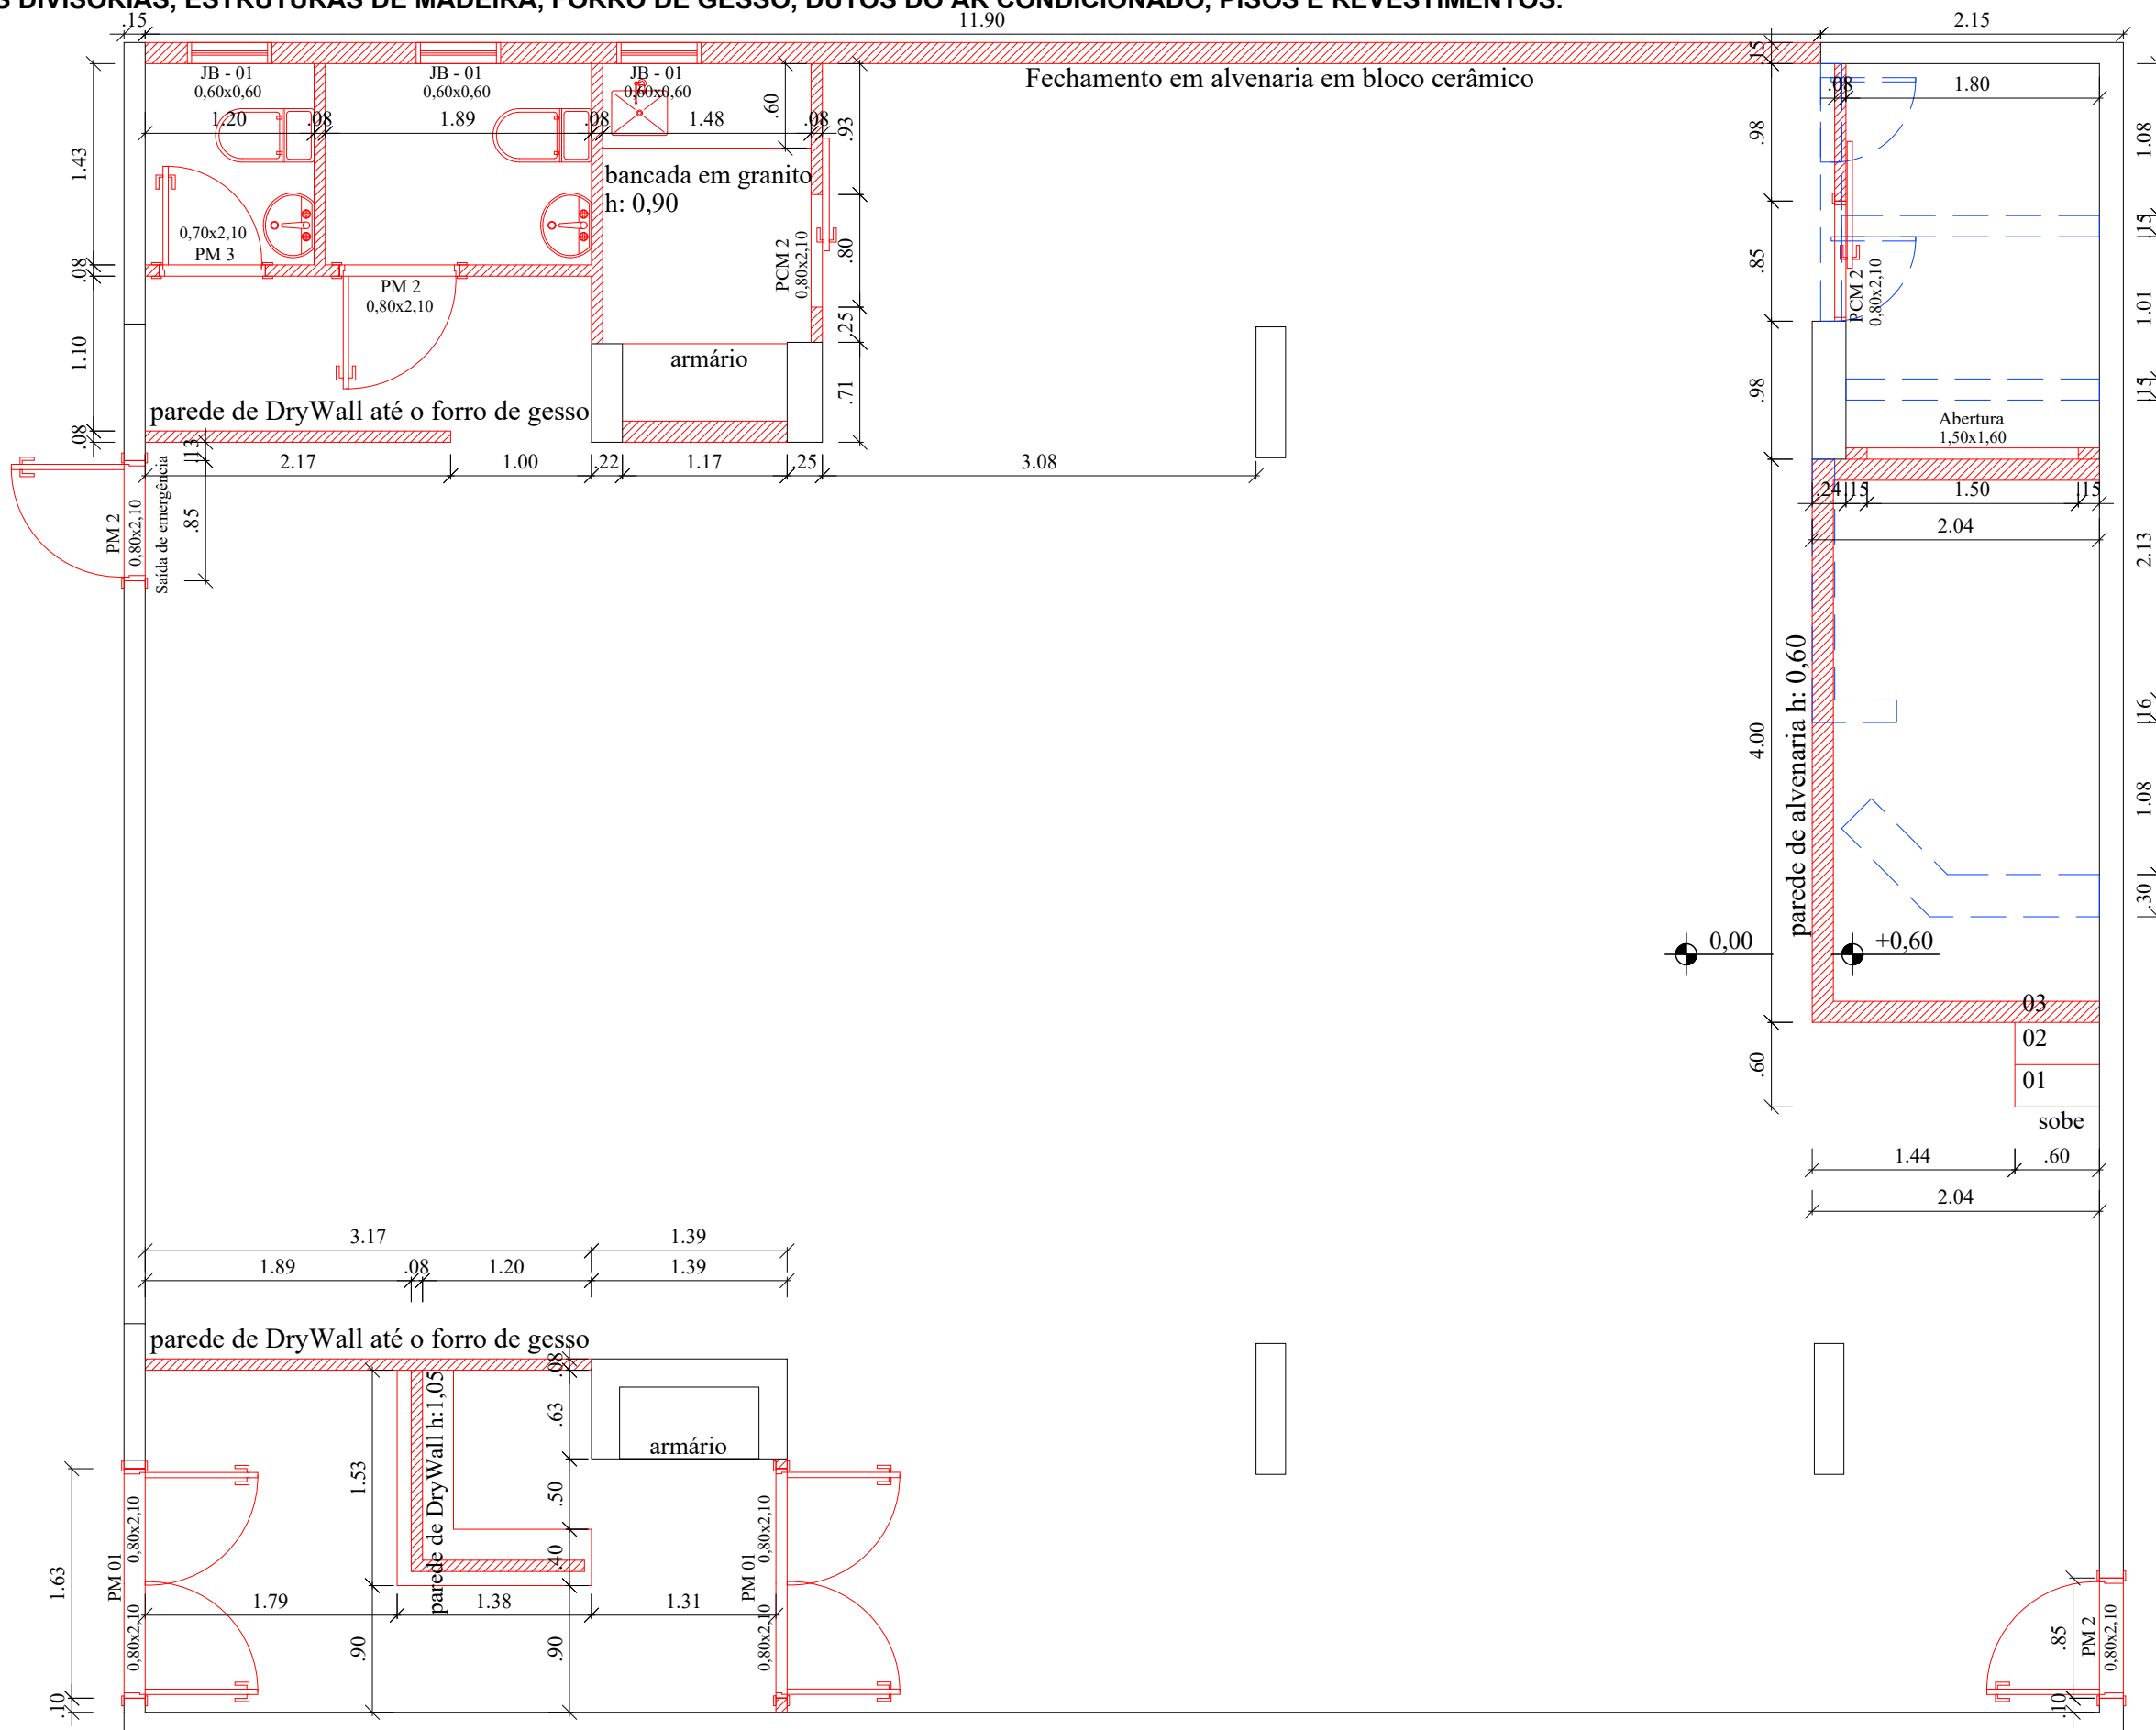 S DIVISÓRIAS, ESTRUTURAS DE MADEIRA, FORRO DE GESSO, DUTOS DO AR CONDICIONADO, PISOS E REVESTIMENTOS.
.15
11.90
2.15
JB - 01
0,60x0,60
JB - 01
0,60x0,60
JB - 01
0,60x0,60
.60
.93
Fechamento em alvenaria em bloco cerâmico
.15
.08
1.80
1.20
.08
1.89
.08
1.48
.08
.98
1.08
1.43
bancada em granito
h: 0,90
0,70x2,10
PM 3
PCM 2
0,80x2,10
.80
.15
.08
PM 2
0,80x2,10
.85
PCM 2
0,80x2,10
1.01
.25
1.10
armário
.71
.98
.15
parede de DryWall até o forro de gesso
Abertura
1,50x1,60
.08
.13
2.17
1.00
.22
1.17
.25
3.08
.24
.15
1.50
.15
PM 2
0,80x2,10
Saída de emergência
.85
2.04
2.13
parede de alvenaria h: 0,60
.16
4.00
1.08
.30
0,00
+0,60
03
02
01
sobe
.60
1.44
.60
2.04
3.17
1.39
1.89
.08
1.20
1.39
parede de DryWall até o forro de gesso
.08
parede de DryWall h:1,05
.63
armário
1.53
.50
.40
PM 01
0,80x2,10
0,80x2,10
1.63
PM 01
0,80x2,10
0,80x2,10
1.79
1.38
1.31
.90
.90
.10
.85
PM 2
0,80x2,10
.10